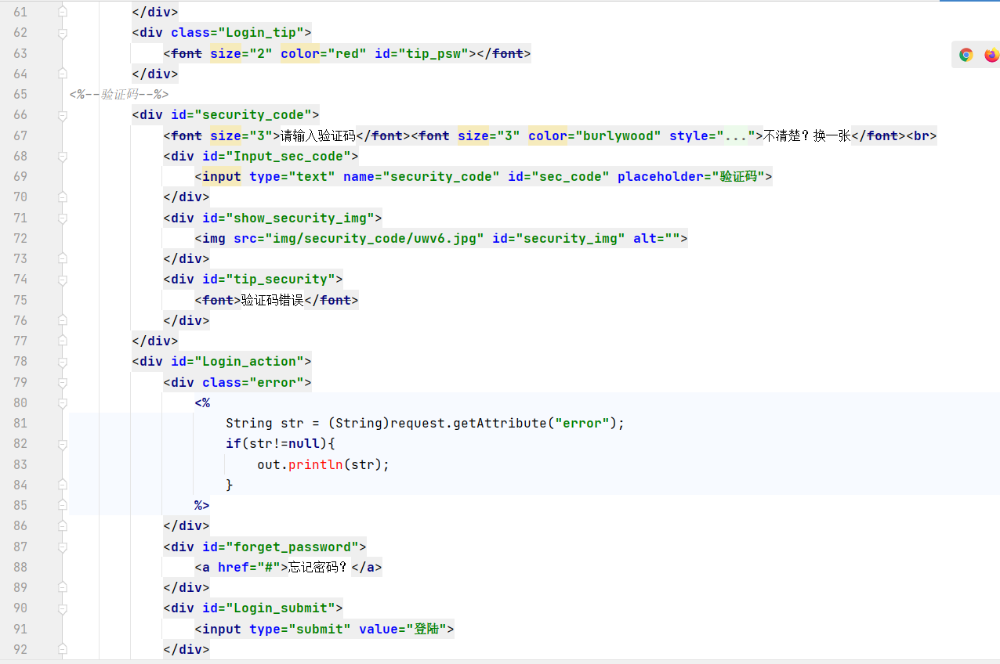 61 </div>
62 <div class="Login_tip">
63 <font size="2" color="red" id="tip_psw"></font>
64 </div>
65 <%--验证码--%>
66 <div id="security_code">
67 <font size="3">请输入验证码</font><font size="3" color="burlywood" style="...">不清楚？换一张</font><br>
68 <div id="Input_sec_code">
69 <input type="text" name="security_code" id="sec_code" placeholder="验证码">
70 </div>
71 <div id="show_security_img">
72 <img src="img/security_code/uwv6.jpg" id="security_img" alt="">
73 </div>
74 <div id="tip_security">
75 <font>验证码错误</font>
76 </div>
77 </div>
78 <div id="Login_action">
79 <div class="error">
80 <%
81 String str = (String)request.getAttribute("error");
82 if(str!=null){
83 out.println(str);
84 }
85 %>
86 </div>
87 <div id="forget_password">
88 <a href="#">忘记密码？</a>
89 </div>
90 <div id="Login_submit">
91 <input type="submit" value="登陆">
92 </div>